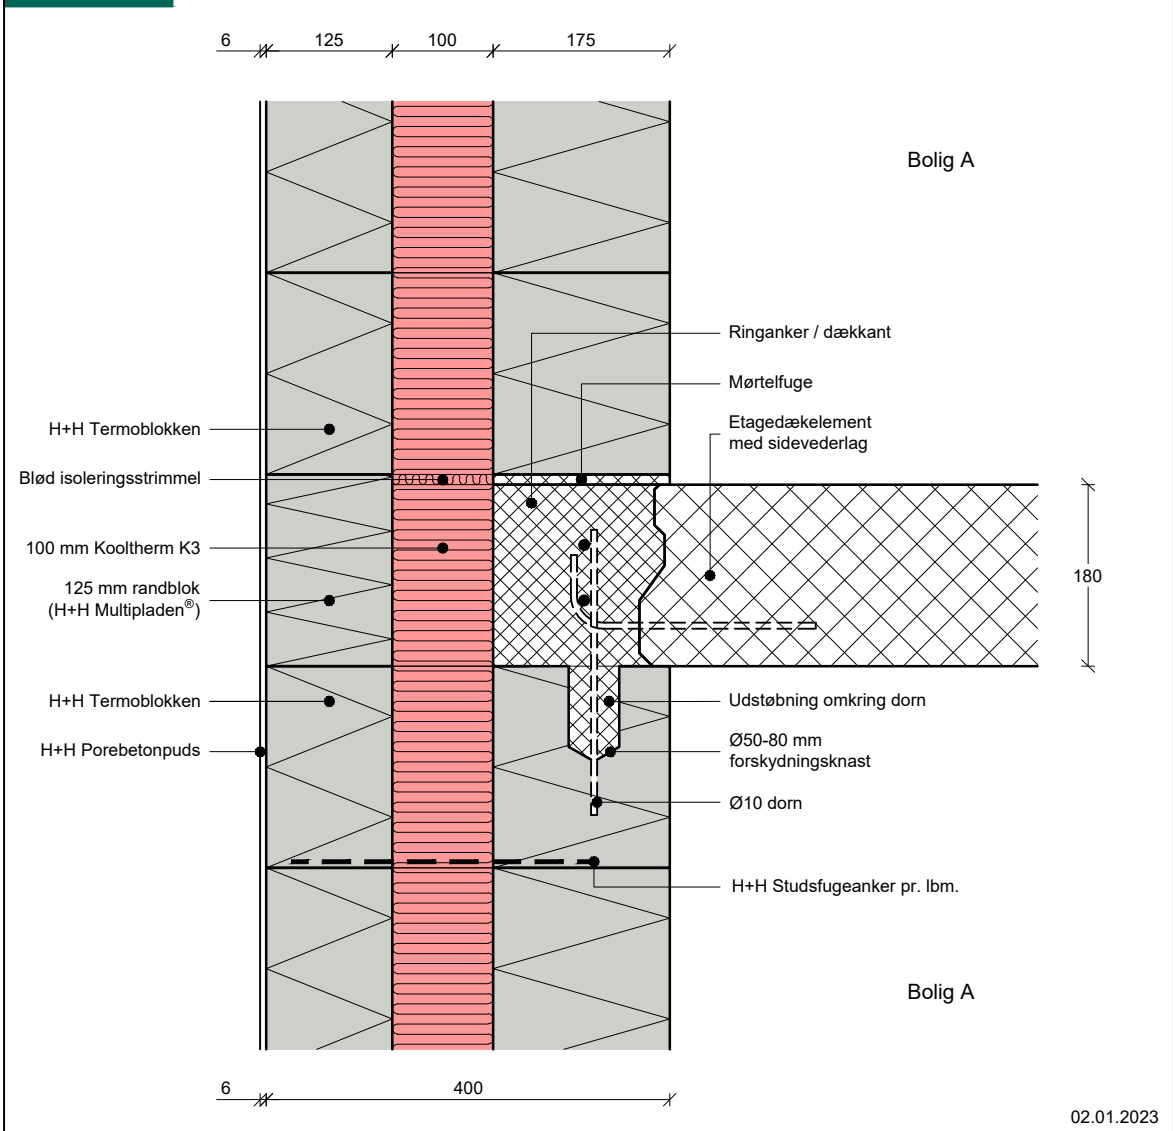 6 125 100 175
Bolig A
Ringanker / dækkant
Mørtelfuge
Etagedækelement
med sidevederlag
H+H Termoblokken
Blød isoleringsstrimmel
100 mm Kooltherm K3
125 mm randblok
(H+H Multipladen®)
180
H+H Termoblokken
H+H Porebetonpuds
Udstøbning omkring dorn
Ø50-80 mm
forskydningsknast
Ø10 dorn
H+H Studsfugeanker pr. lbm.
Bolig A
6 400
02.01.2023